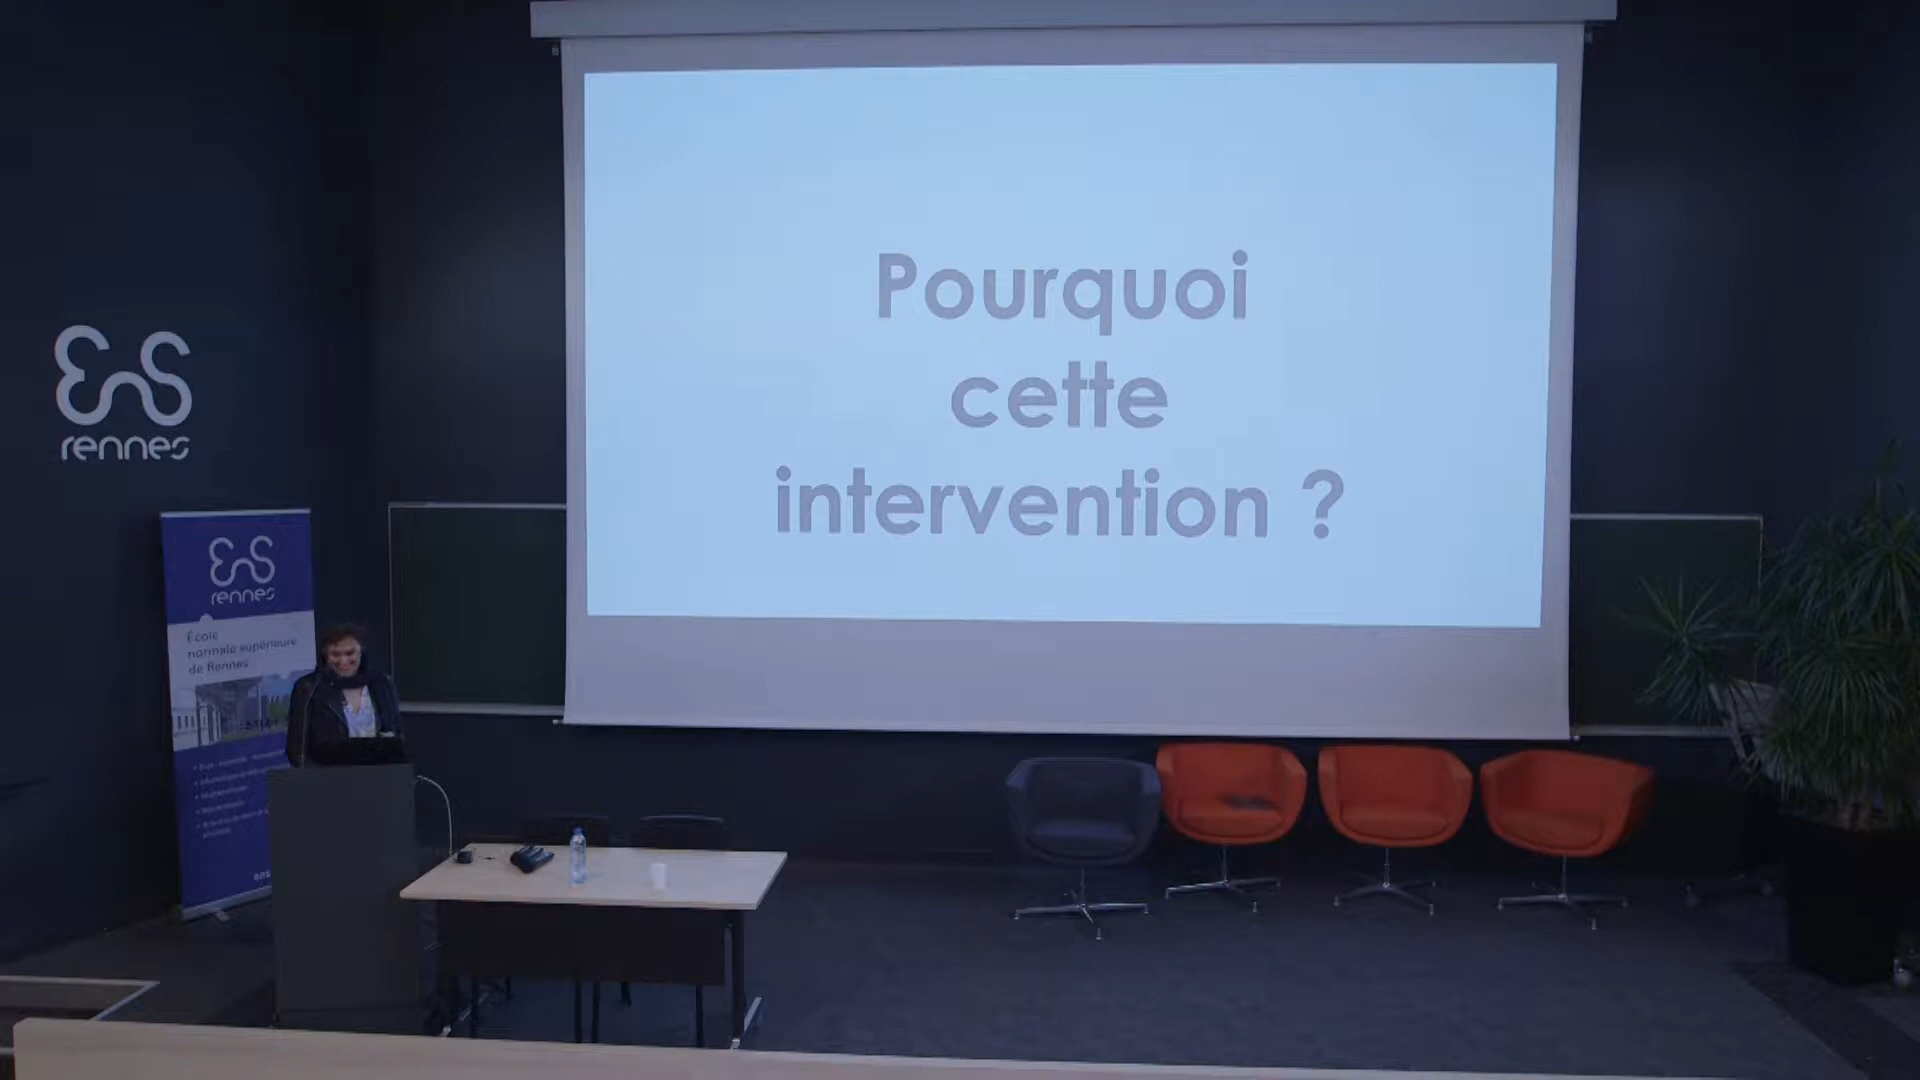 Pourquoi
cette
intervention ?
ens
rennes
ens
rennes
École
normale supérieure
de Rennes